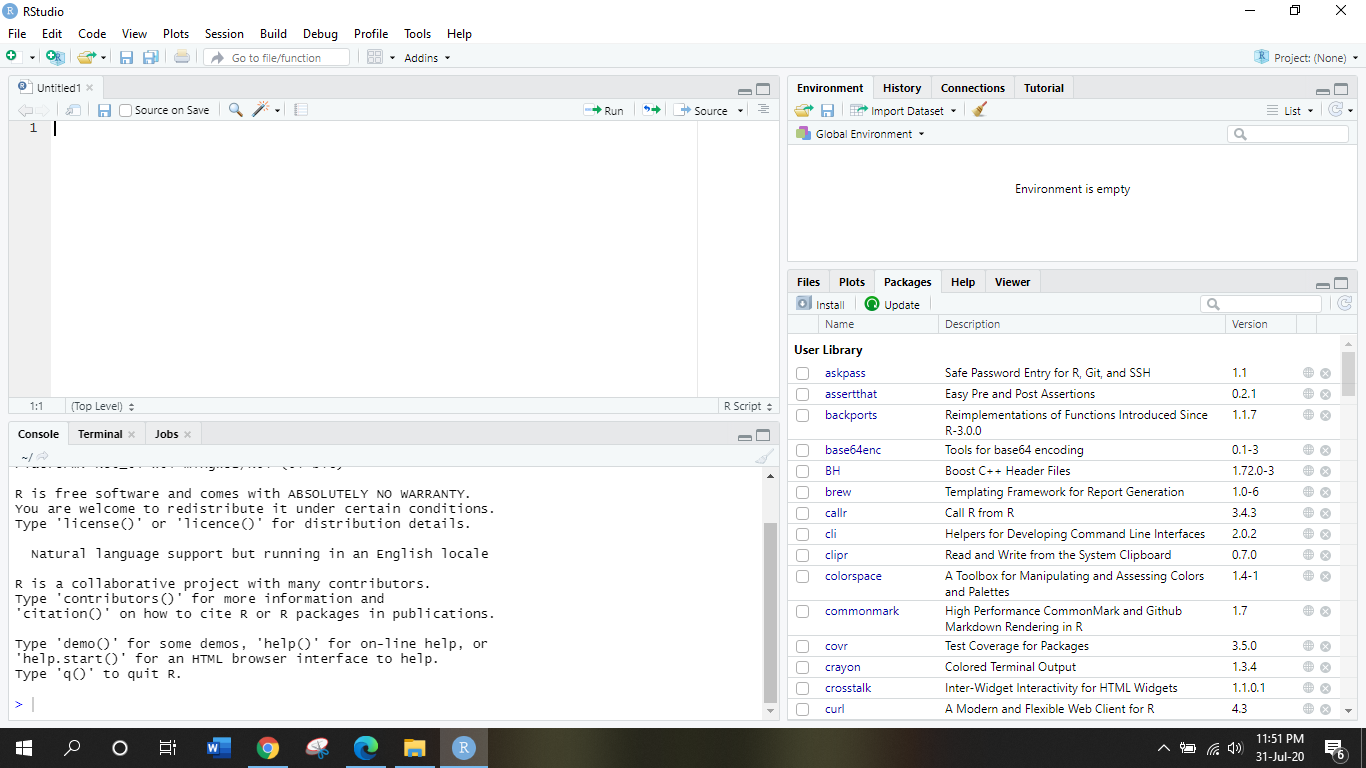 RStudio
File Edit Code View Plots Session Build Debug Profile Tools Help
Go to file/function Addins Project: (None)
Untitled1
Source on Save Run Source
1
1:1 (Top Level) R Script
Console Terminal Jobs
~/
R is free software and comes with ABSOLUTELY NO WARRANTY.
You are welcome to redistribute it under certain conditions.
Type 'license()' or 'licence()' for distribution details.
Natural language support but running in an English locale
R is a collaborative project with many contributors.
Type 'contributors()' for more information and
'citation()' on how to cite R or R packages in publications.
Type 'demo()' for some demos, 'help()' for on-line help, or
'help.start()' for an HTML browser interface to help.
Type 'q()' to quit R.
>
Environment History Connections Tutorial
Import Dataset List
Global Environment
Environment is empty
Files Plots Packages Help Viewer
Install Update
Name Description Version
User Library
askpass Safe Password Entry for R, Git, and SSH 1.1
assertthat Easy Pre and Post Assertions 0.2.1
backports Reimplementations of Functions Introduced Since 1.1.7
R-3.0.0
base64enc Tools for base64 encoding 0.1-3
BH Boost C++ Header Files 1.72.0-3
brew Templating Framework for Report Generation 1.0-6
callr Call R from R 3.4.3
cli Helpers for Developing Command Line Interfaces 2.0.2
clipr Read and Write from the System Clipboard 0.7.0
colorspace A Toolbox for Manipulating and Assessing Colors 1.4-1
and Palettes
commonmark High Performance CommonMark and Github 1.7
Markdown Rendering in R
covr Test Coverage for Packages 3.5.0
crayon Colored Terminal Output 1.3.4
crosstalk Inter-Widget Interactivity for HTML Widgets 1.1.0.1
curl A Modern and Flexible Web Client for R 4.3
11:51 PM
31-Jul-20
6